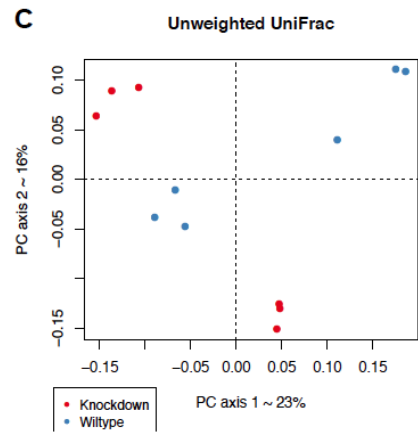 C
Unweighted UniFrac
PC axis 2 ~ 16%
0.10
0.05
0.00
−0.05
−0.15
−0.15
−0.05
0.00
0.05
0.10
0.15
PC axis 1 ~ 23%
Knockdown
Wiltype